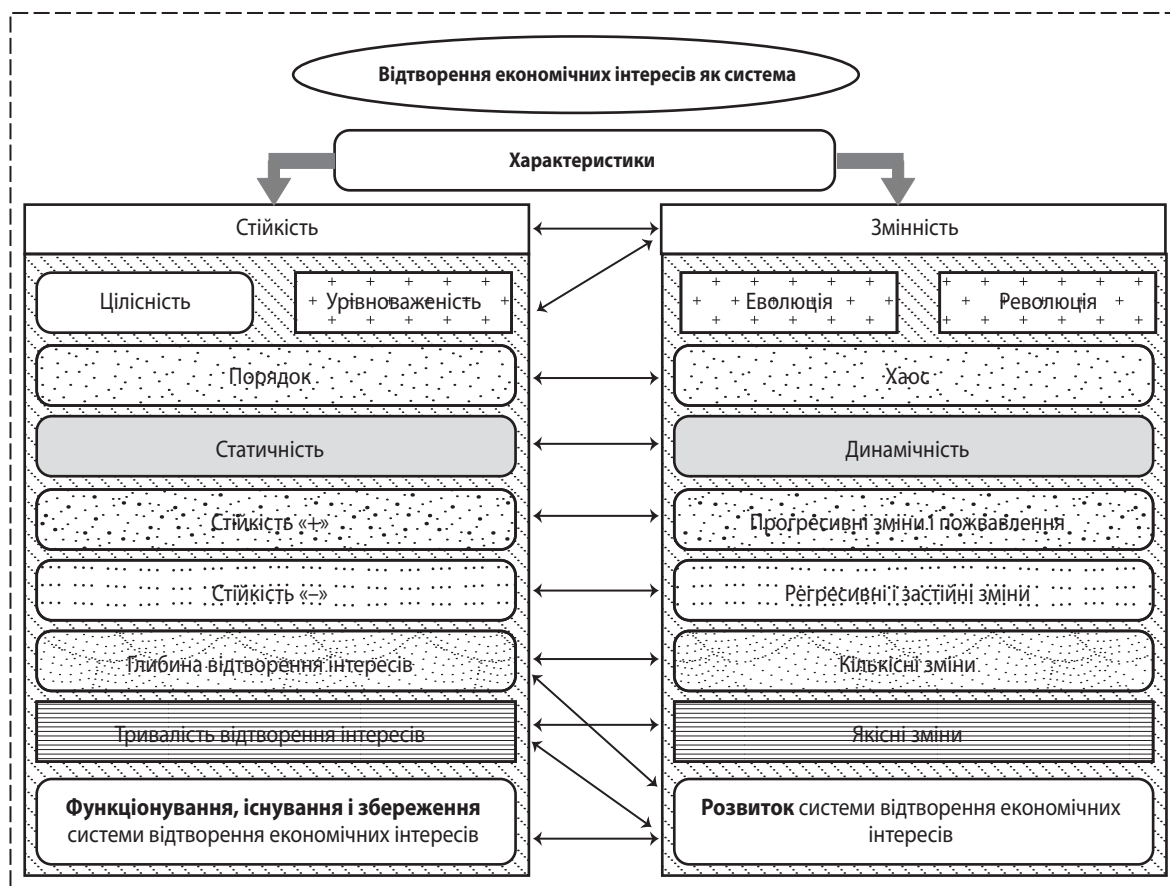 Відтворення економічних інтересів як система
Характеристики
Стійкість
Змінність
Цілісність
Урівноваженість
Еволюція
Революція
Порядок
Хаос
Статичність
Динамічність
Стійкість «+»
Прогресивні зміни і пожвавлення
Стійкість «–»
Регресивні і застійні зміни
Глибина відтворення інтересів
Кількісні зміни
Тривалість відтворення інтересів
Якісні зміни
Функціонування, існування і збереження
системи відтворення економічних інтересів
Розвиток системи відтворення економічних
інтересів